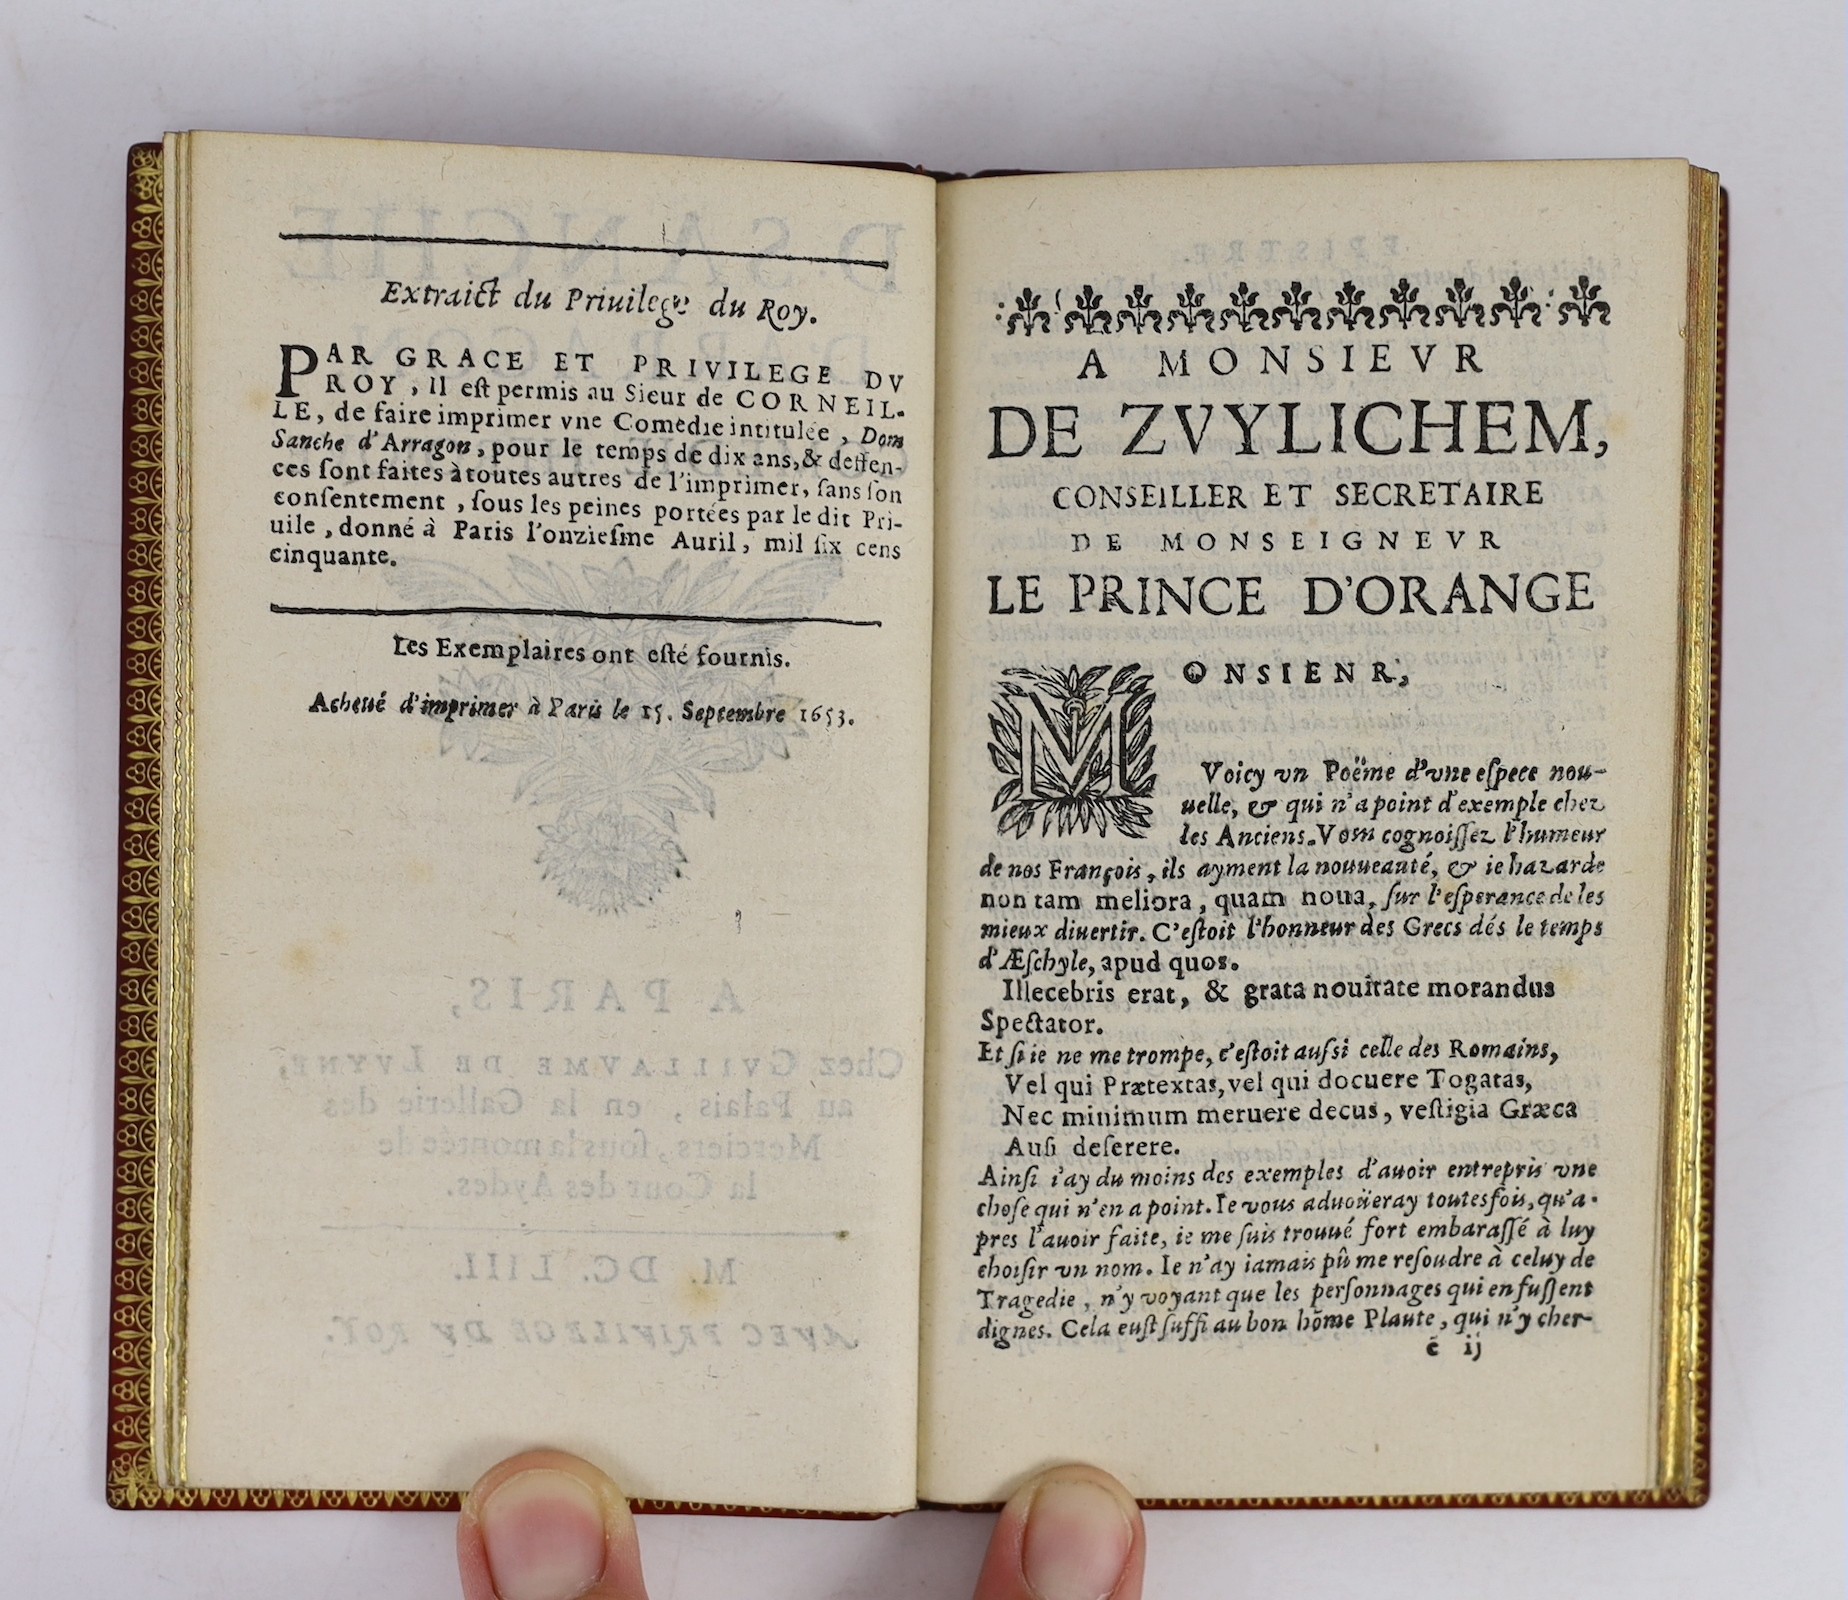 Extraict du Priuilege du Roy.
PAR GRACE ET PRIVILEGE DV
ROY, Il est permis au Sieur de CORNEIL-
LE, de faire imprimer vne Comedie intitulée, Dom
Sanche d'Arragon, pour le temps de dix ans, & deffen-
ces ſont faites à toutes autres de l'imprimer, ſans ſon
conſentement, ſous les peines portées par le dit Pri-
uile, donné à Paris l'onzieſme Auril, mil ſix cens
cinquante.
Les Exemplaires ont eſté fournis.
Acheué d'imprimer à Paris le 15. Septembre 1653.
A MONSIEVR
DE ZVYLICHEM,
CONSEILLER ET SECRETAIRE
DE MONSEIGNEVR
LE PRINCE D'ORANGE
MONSIENR,
Voicy vn Poëme d'vne eſpece nou-
uelle, & qui n'a point d'exemple chez
les Anciens. Vous cognoiſſez l'humeur
de nos François, ils ayment la nouueauté, & ie hazarde
non tam meliora, quam noua, ſur l'eſperance de les
mieux diuertir. C'eſtoit l'honneur des Grecs dés le temps
d'Æſchyle, apud quos.
Illecebris erat, & grata nouitate morandus
Spectator.
Et ſi ie ne me trompe, c'eſtoit auſsi celle des Romains,
Vel qui Prætextas, vel qui docuere Togatas,
Nec minimum meruere decus, veſtigia Græca
Auſi deſerere.
Ainſi i'ay du moins des exemples d'auoir entrepris vne
choſe qui n'en a point. Ie vous aduoüeray toutesfois, qu'a-
pres l'auoir faite, ie me ſuis trouué fort embaraſſé à luy
choiſir vn nom. Ie n'ay iamais pû me reſoudre à celuy de
Tragedie, n'y voyant que les perſonnages qui en fuſſent
dignes. Cela euſt ſuffi au bon hõme Plaute, qui n'y cher-
é ij